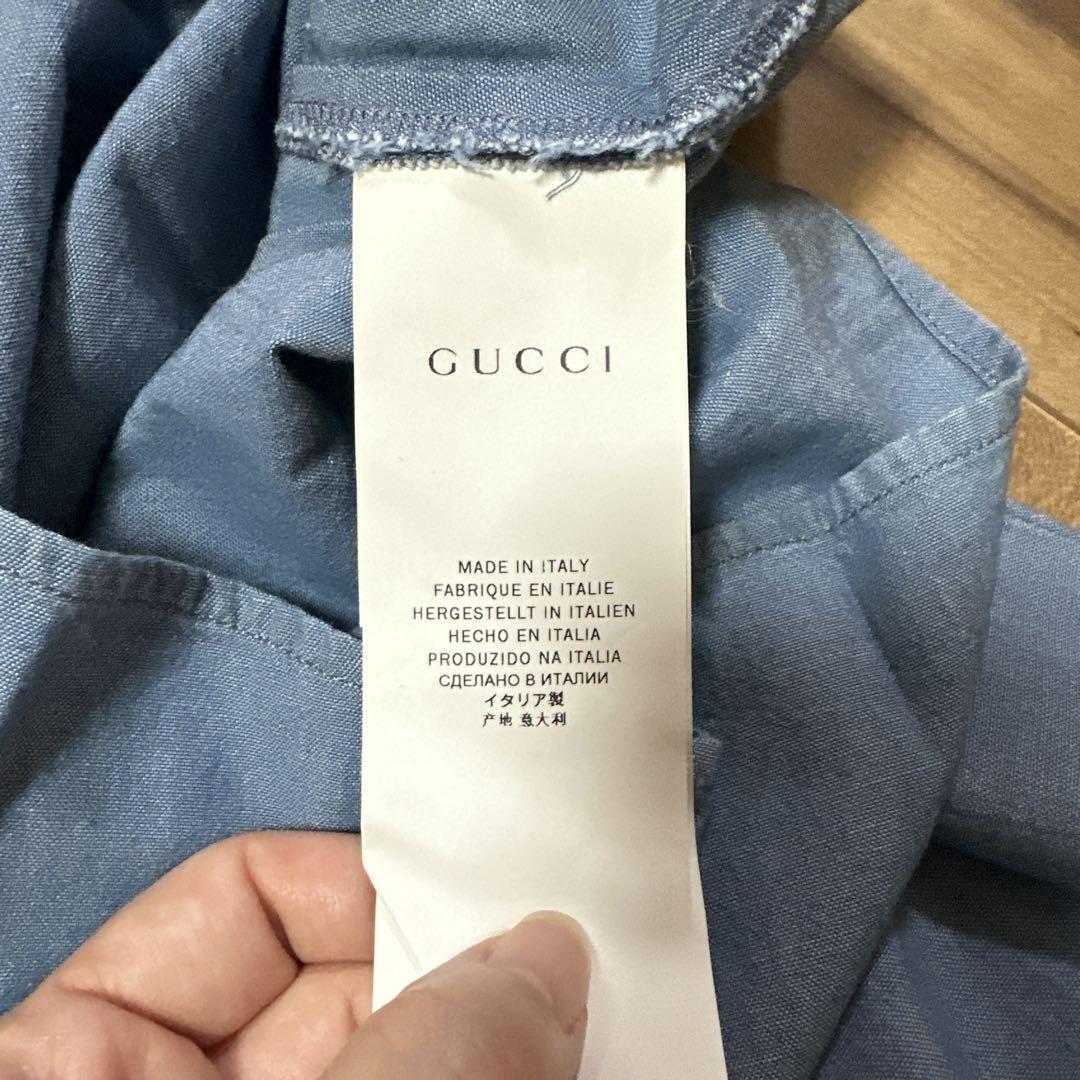 GUCCI
MADE IN ITALY
FABRIQUE EN ITALIE
HERGESTELLT IN ITALIEN
HECHO EN ITALIA
PRODUZIDO NA ITALIA
СДЕЛАНО В ИТАЛИИ
イタリア製
产地 意大利